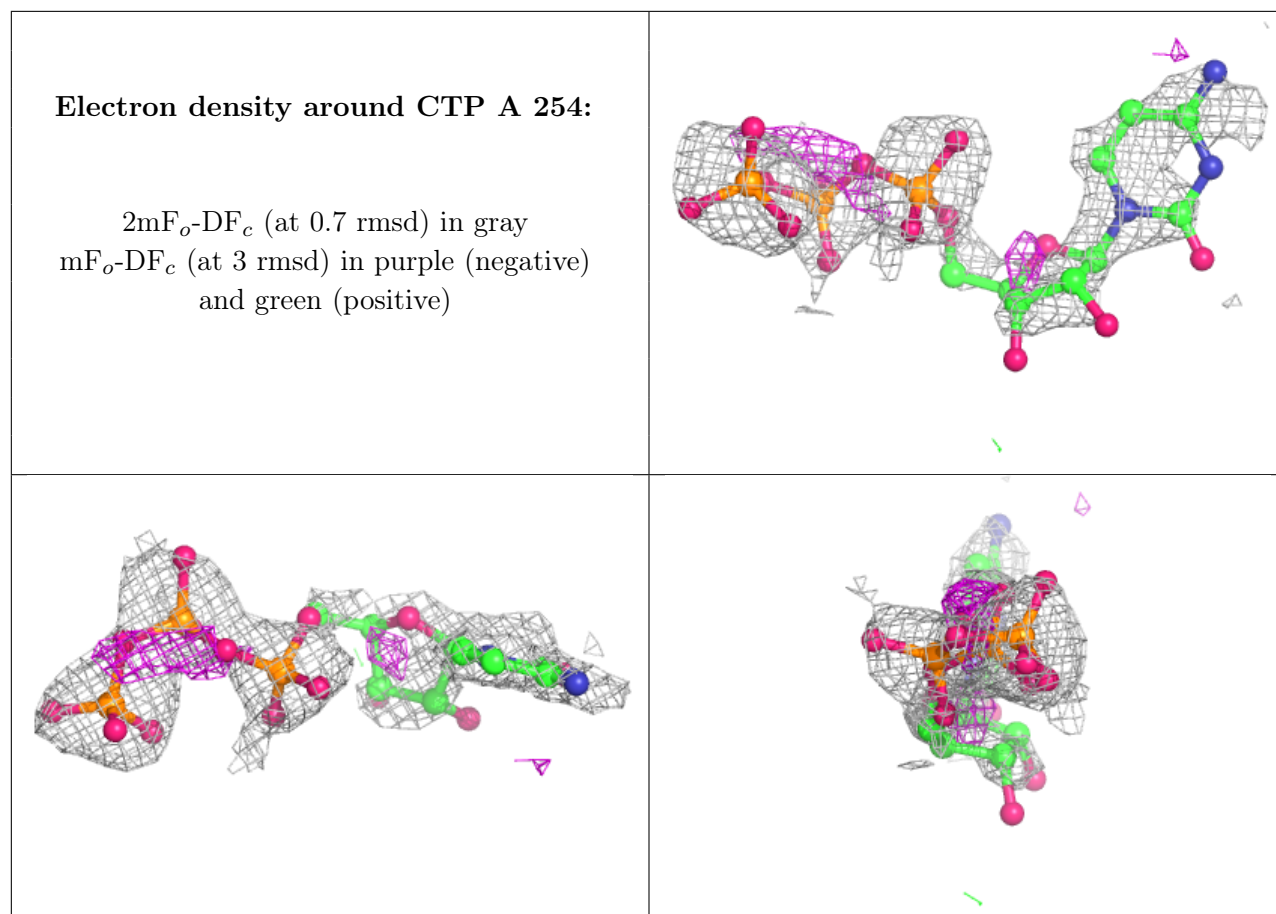 Electron density around CTP A 254:
2mFo-DFc (at 0.7 rmsd) in gray
mFo-DFc (at 3 rmsd) in purple (negative)
and green (positive)